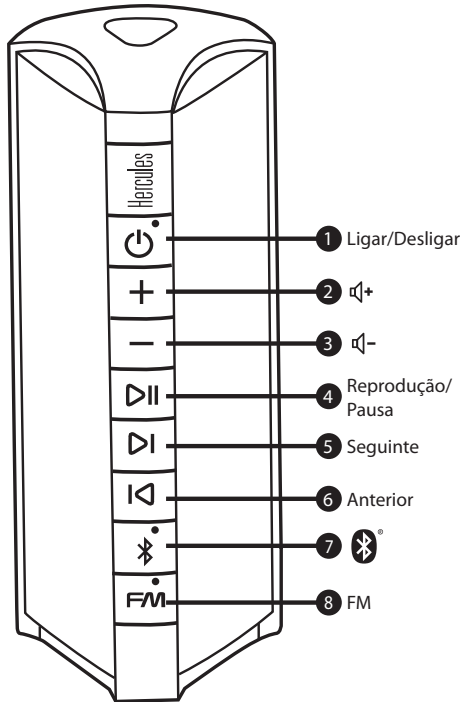 Hercules
1 Ligar/Desligar
2 +
3 -
4 Reprodução/
Pausa
5 Seguinte
6 Anterior
7 ®
FM 8 FM